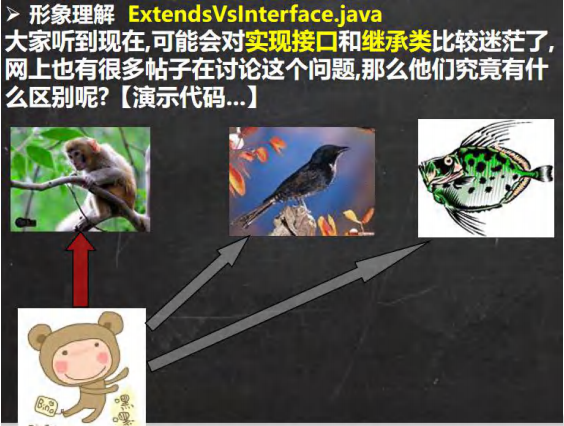 ➢ 形象理解 ExtendsVsInterface.java
大家听到现在,可能会对实现接口和继承类比较迷茫了,
网上也有很多帖子在讨论这个问题,那么他们究竟有什
么区别呢?【演示代码...】
Bino
嘿
嘿